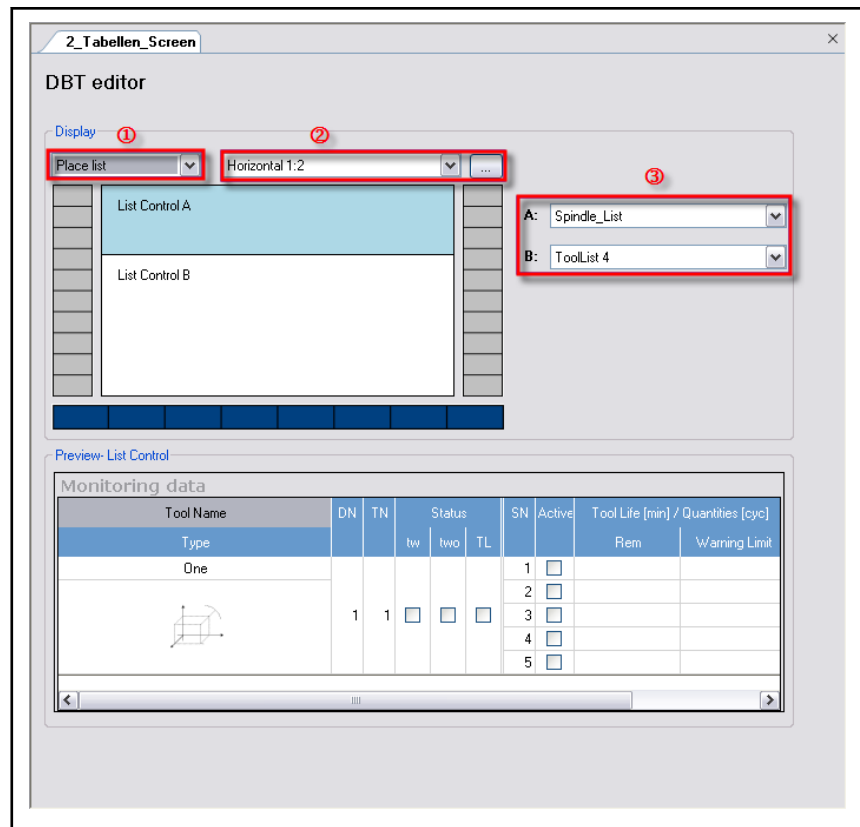 2_Tabellen_Screen
DBT editor
Display
① ②
Place list Horizontal 1:2 ...
③
List Control A
A: Spindle_List
B: ToolList 4
List Control B
Preview- List Control
Monitoring data
Tool Name DN TN Status SN Active Tool Life [min] / Quantities [cyc]
Type tw two TL Rem Warning Limit
One 1
2
1 1 3
4
5